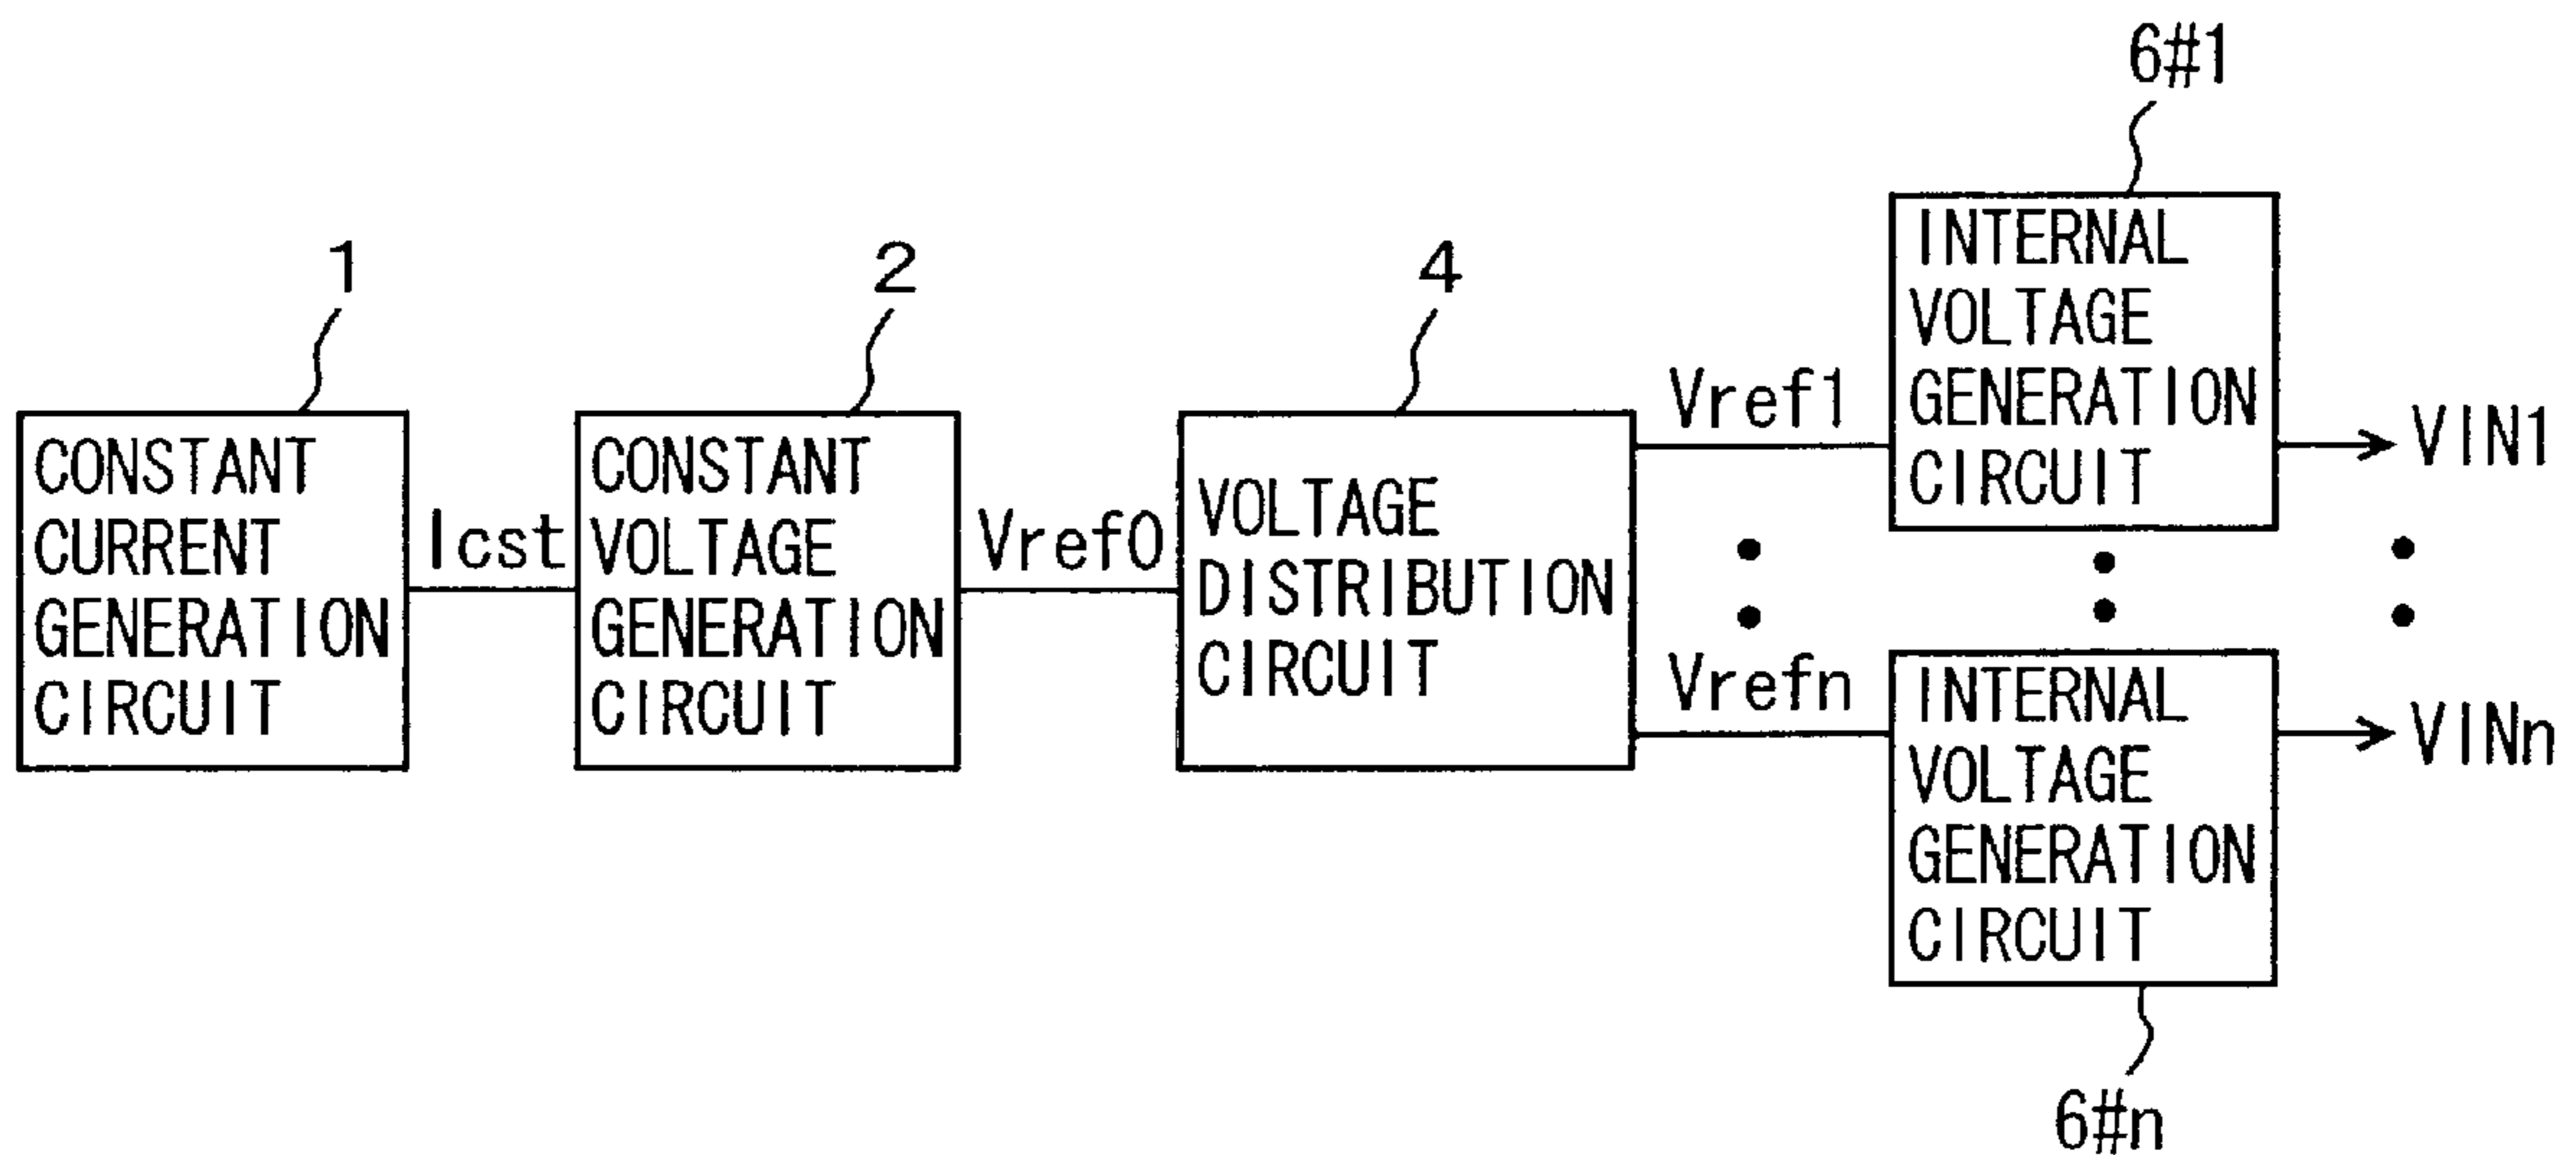 6#1
1
2
4
INTERNAL
VOLTAGE
GENERATION
CIRCUIT
Vref1
VIN1
CONSTANT
CURRENT
GENERATION
CIRCUIT
Icst
CONSTANT
VOLTAGE
GENERATION
CIRCUIT
Vref0
VOLTAGE
DISTRIBUTION
CIRCUIT
Vrefn
INTERNAL
VOLTAGE
GENERATION
CIRCUIT
VINn
6#n